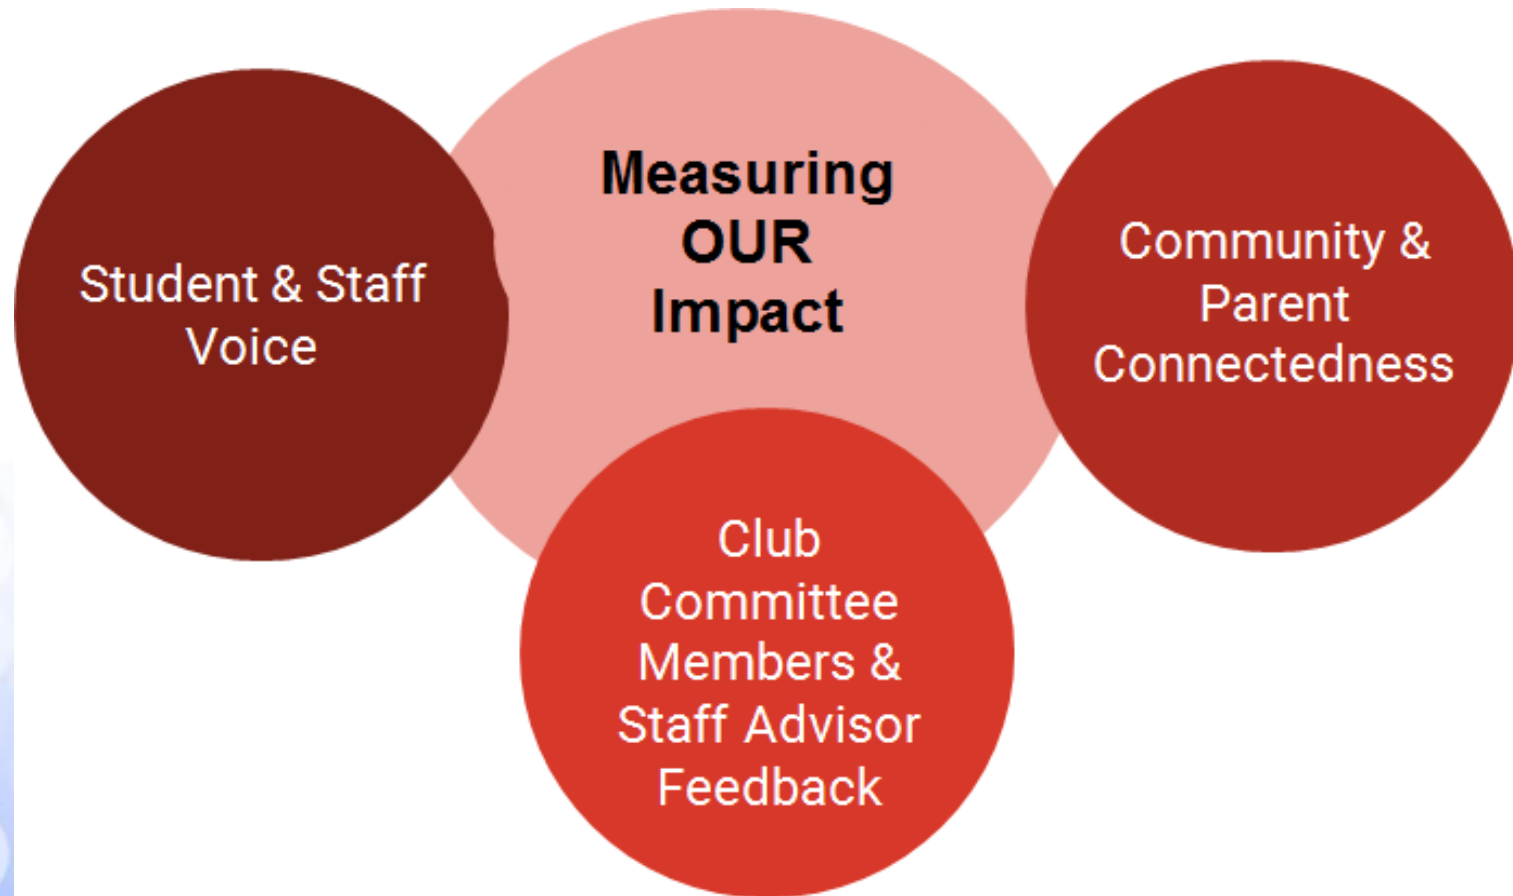 Measuring
OUR
Impact
Student & Staff
Voice
Community &
Parent
Connectedness
Club
Committee
Members &
Staff Advisor
Feedback